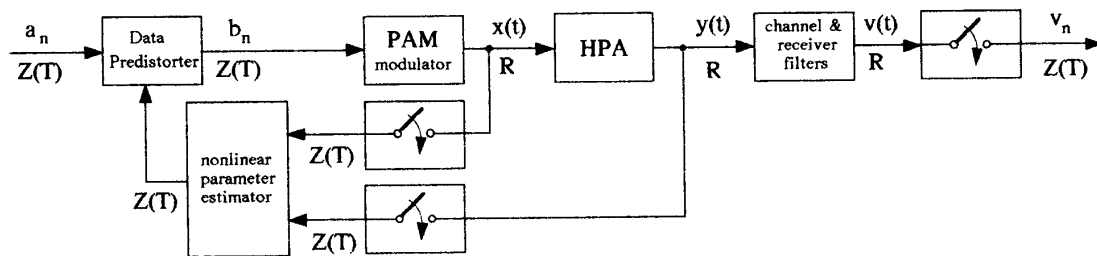 a_n
Z(T)
Data
Predistorter
b_n
Z(T)
PAM
modulator
x(t)
R
HPA
y(t)
R
channel &
receiver
filters
v(t)
R
v_n
Z(T)
Z(T)
nonlinear
parameter
estimator
Z(T)
Z(T)